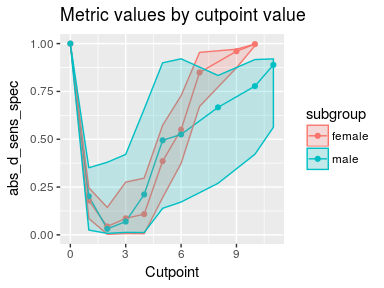 Metric values by cutpoint value
abs_d_sens_spec
1.00
0.75
0.50
0.25
0.00
0
3
6
9
Cutpoint
subgroup
female
male